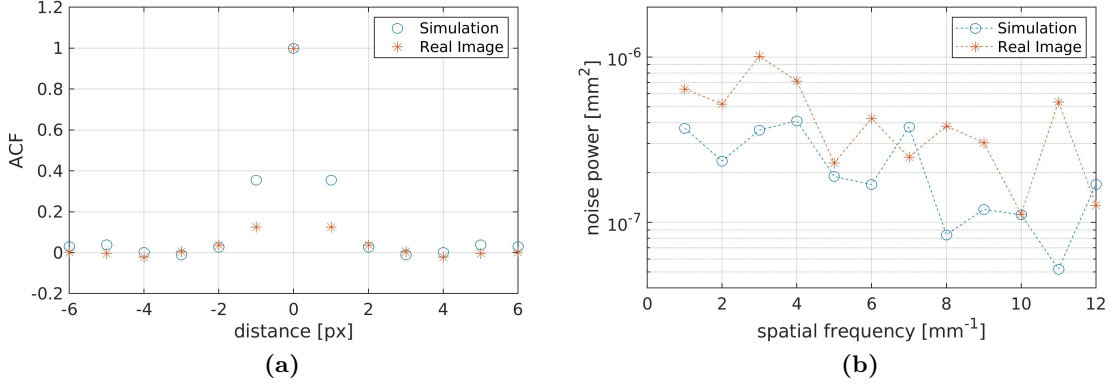 1.2
1
0.8
0.6
0.4
0.2
0
-0.2
ACF
-6 -4 -2 0 2 4 6
distance [px]
Simulation
Real Image
(a)
10^-6
10^-7
noise power [mm^2]
0 2 4 6 8 10 12
spatial frequency [mm^-1]
Simulation
Real Image
(b)